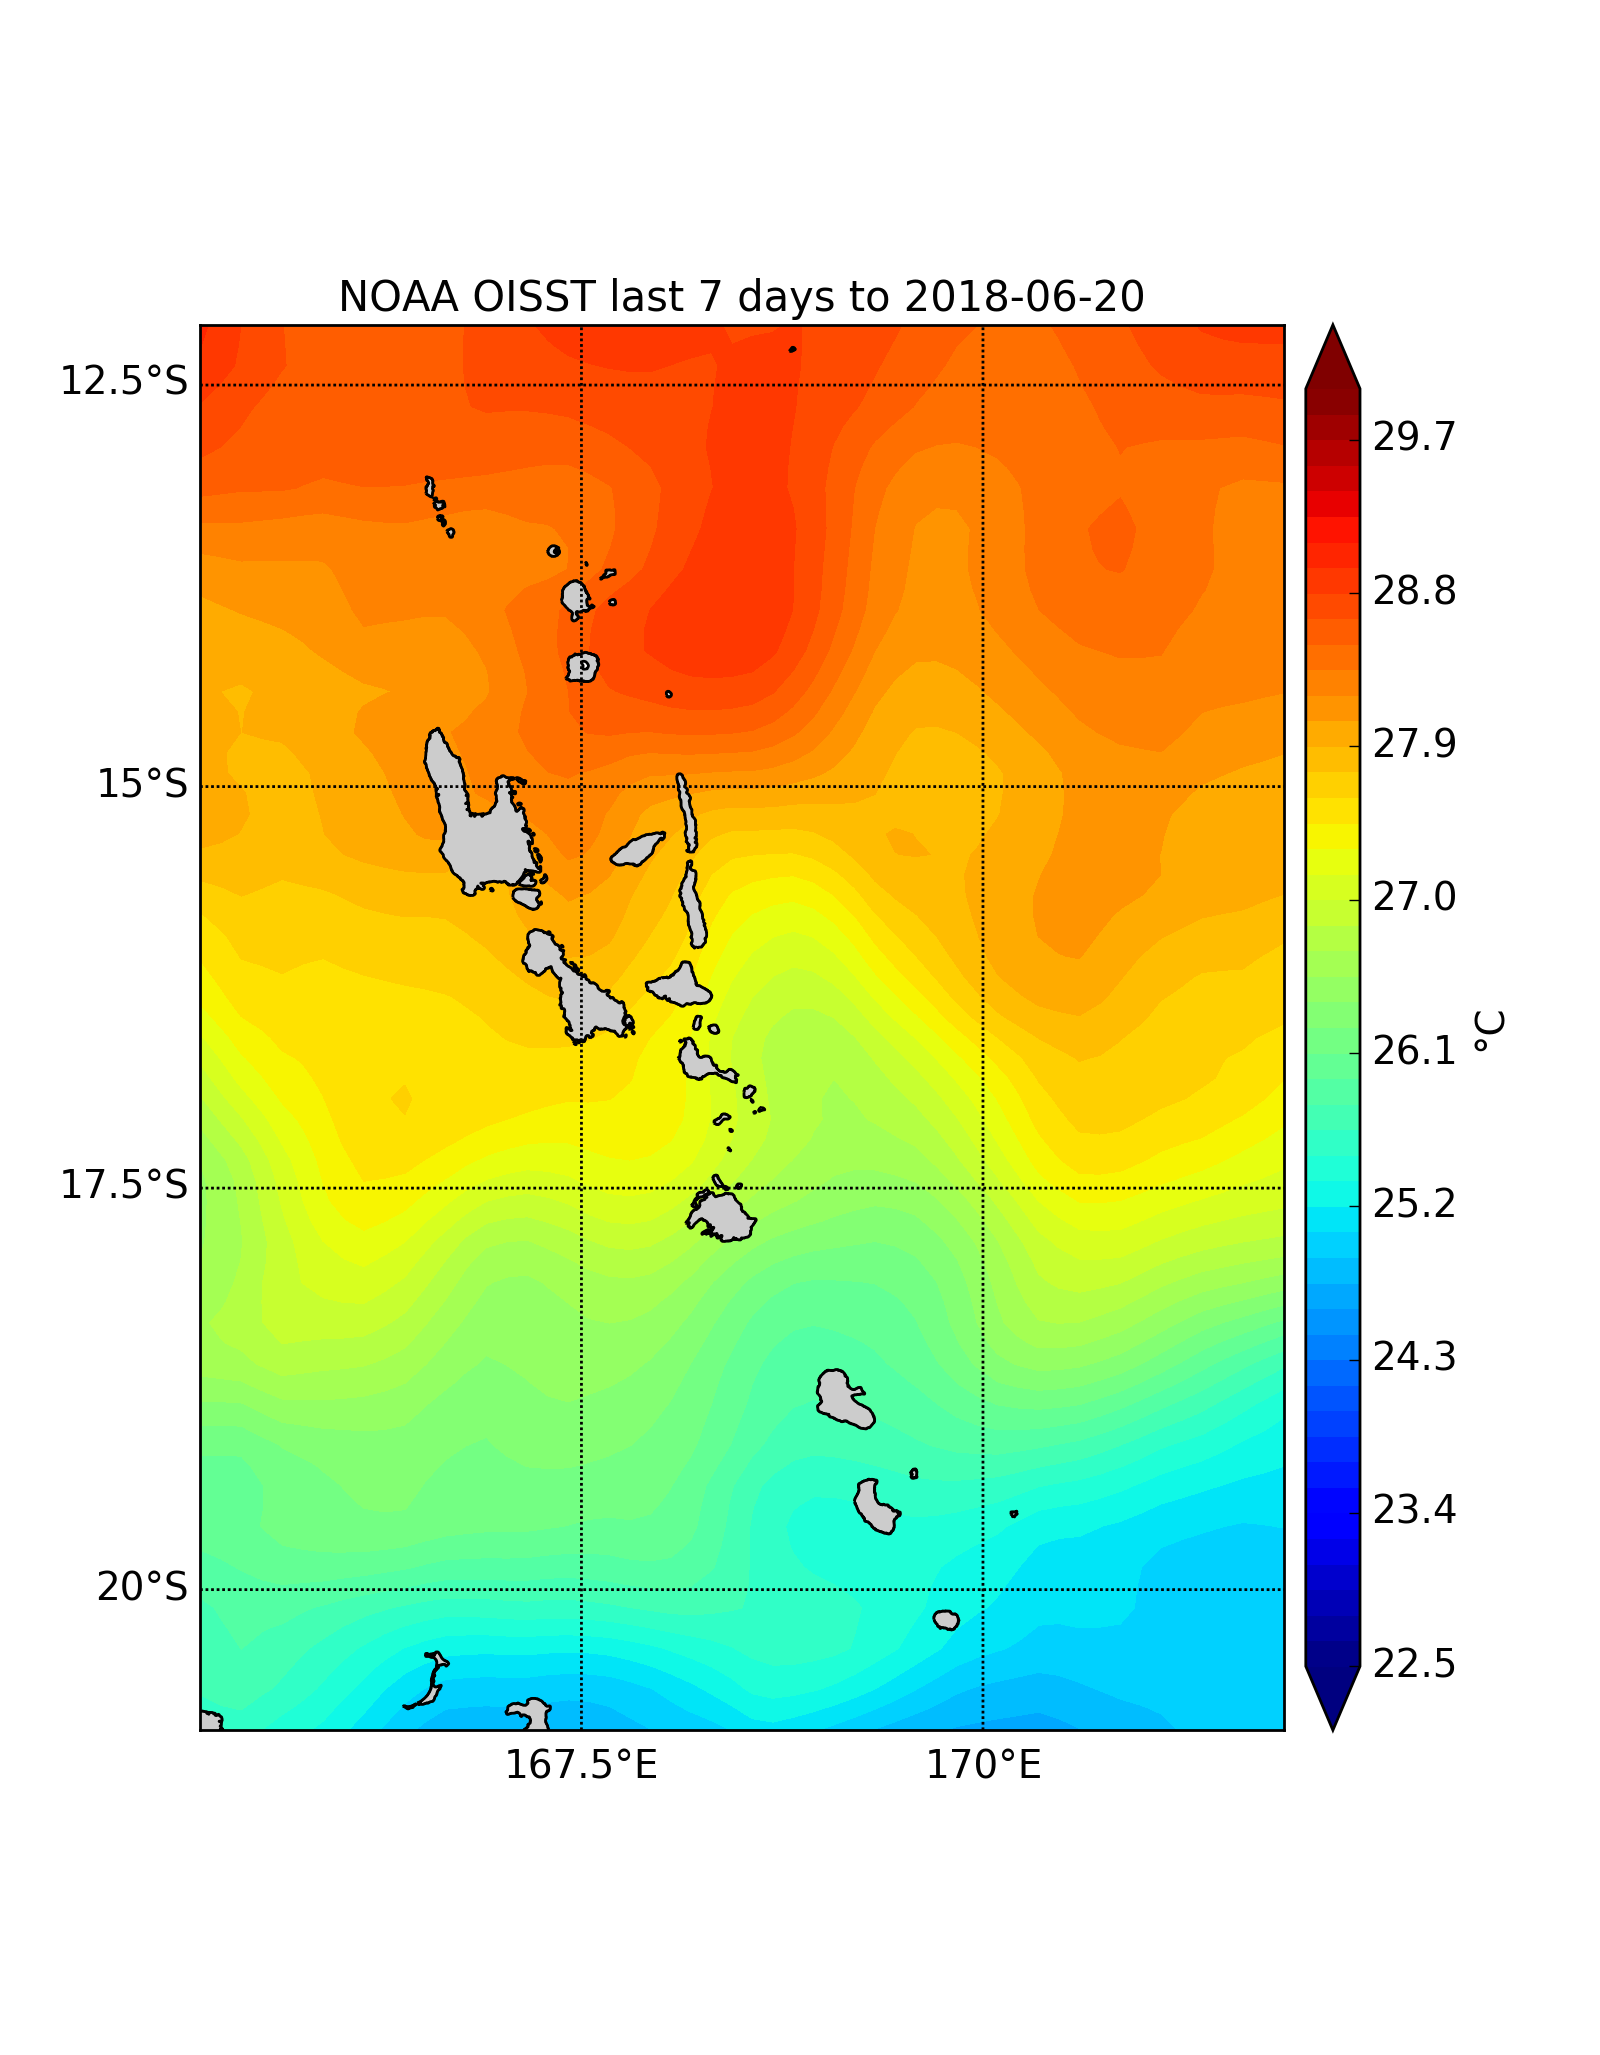 NOAA OISST last 7 days to 2018-06-20
12.5°S
15°S
17.5°S
20°S
167.5°E
170°E
29.7
28.8
27.9
27.0
26.1
25.2
24.3
23.4
22.5
°C